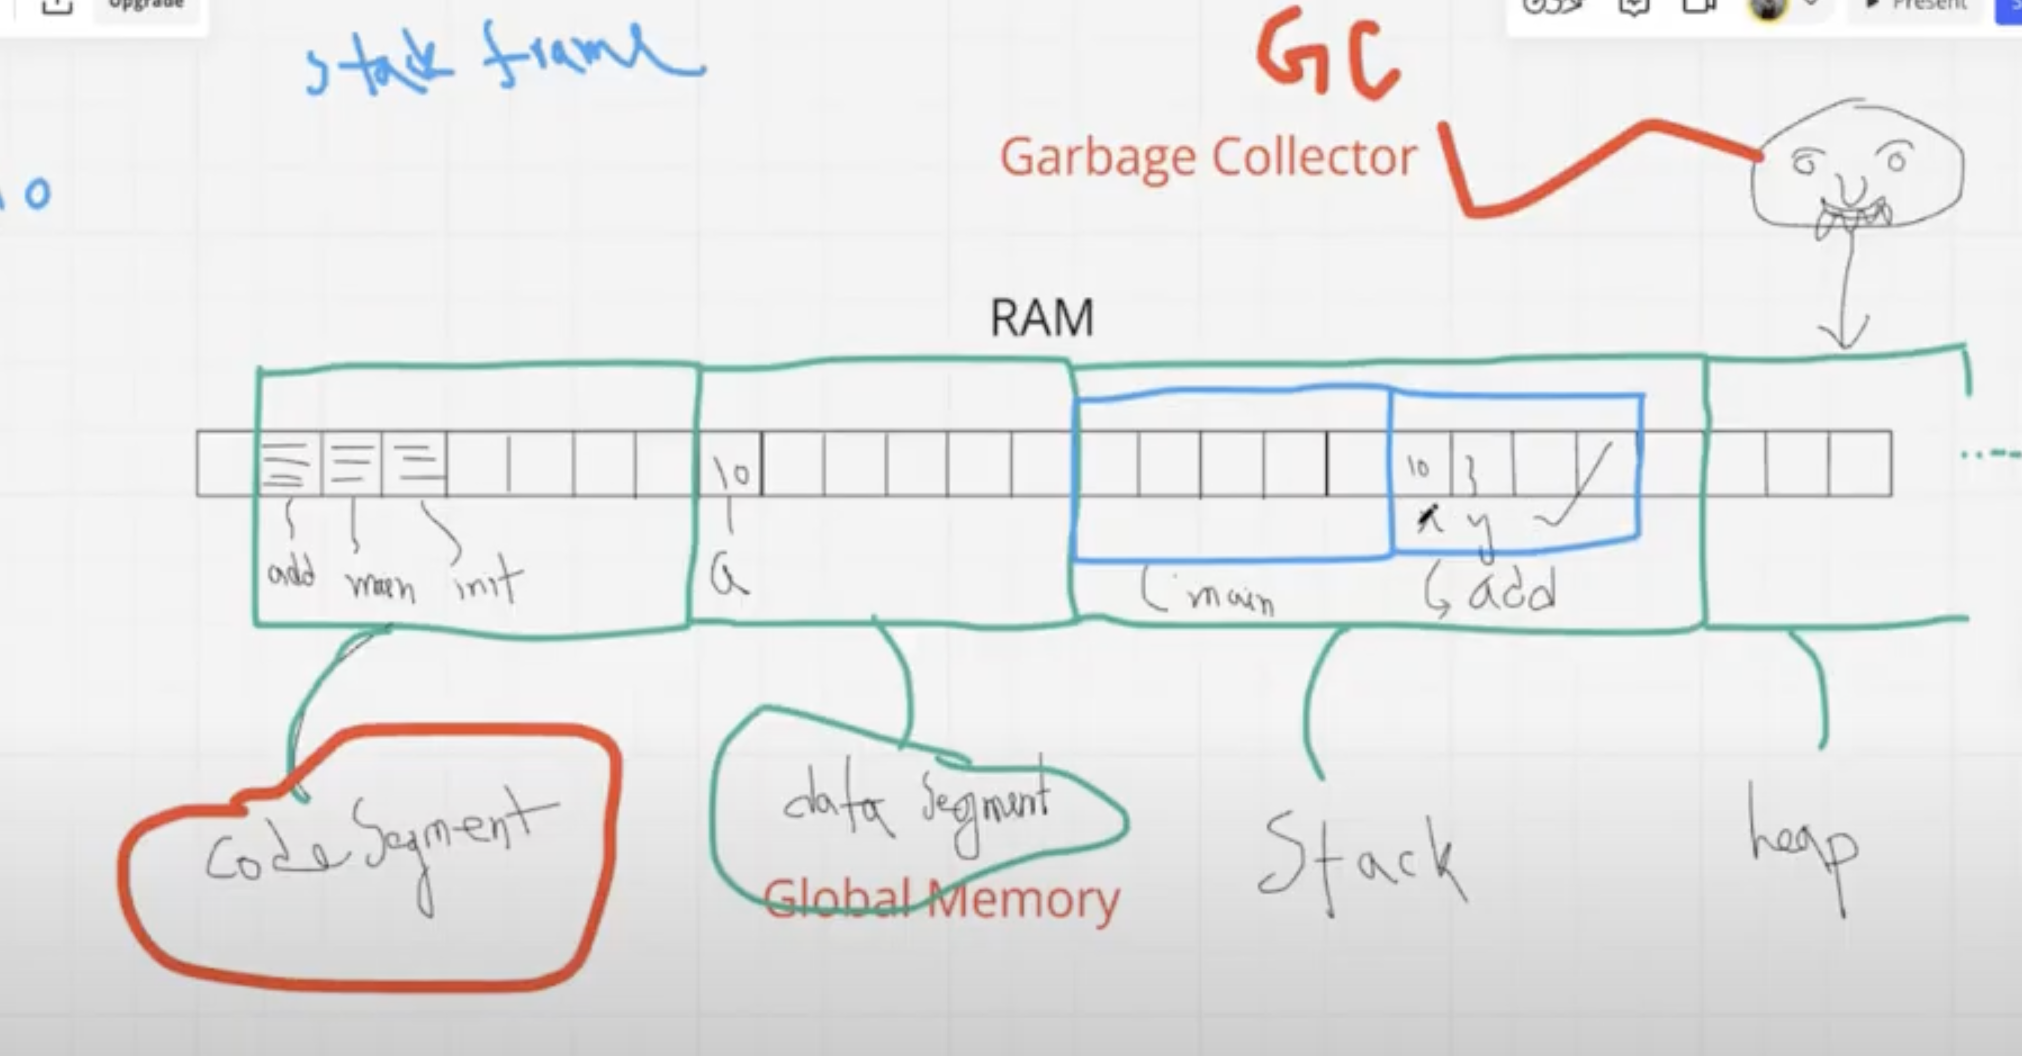 Upgrade
Present
stack frame
GC
Garbage Collector
10
RAM
10
10 3
x y
add main init
a
main
add
Code Segment
data segment
Stack
heap
Global Memory